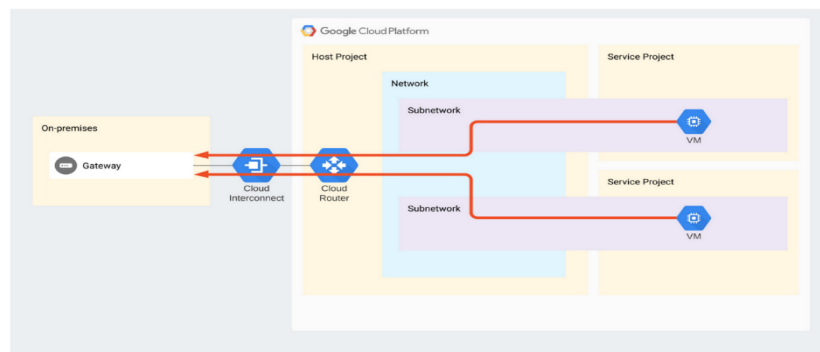 Google Cloud Platform
Host Project
Service Project
Network
Subnetwork
VM
On-premises
Gateway
Cloud
Interconnect
Cloud
Router
Service Project
Subnetwork
VM